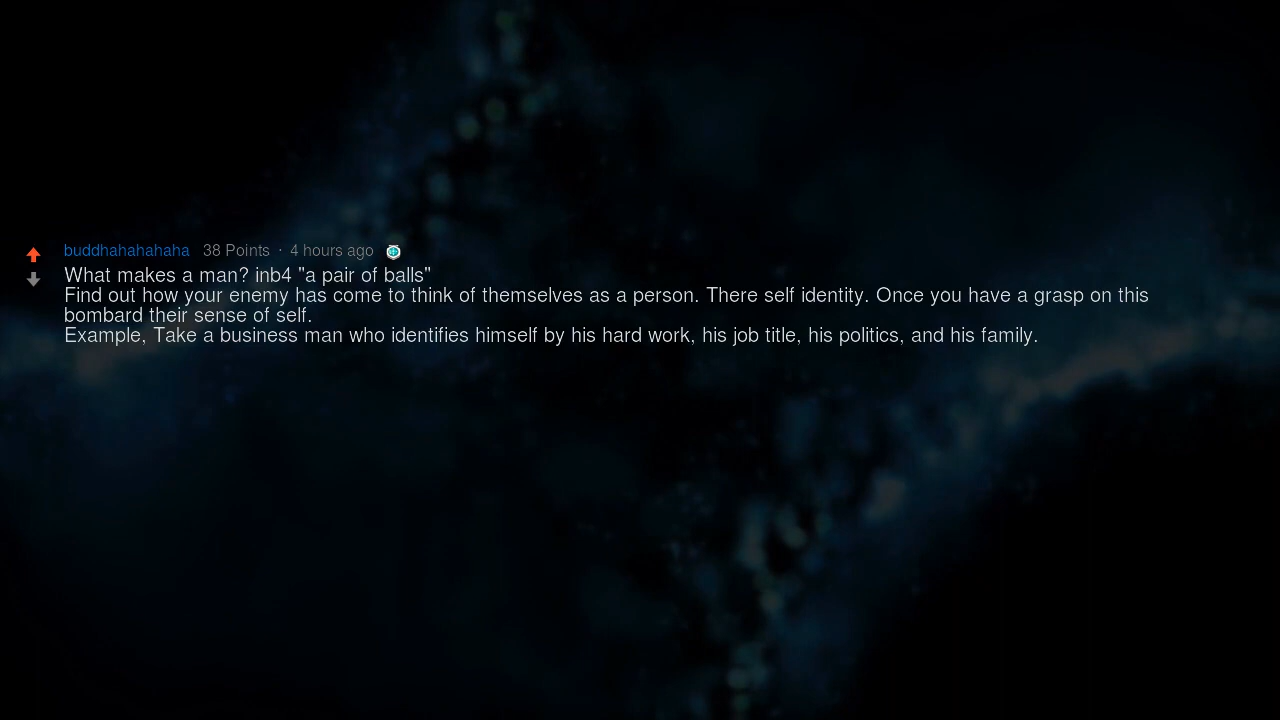 buddhahahahaha 38 Points · 4 hours ago
What makes a man? inb4 "a pair of balls"
Find out how your enemy has come to think of themselves as a person. There self identity. Once you have a grasp on this
bombard their sense of self.
Example, Take a business man who identifies himself by his hard work, his job title, his politics, and his family.